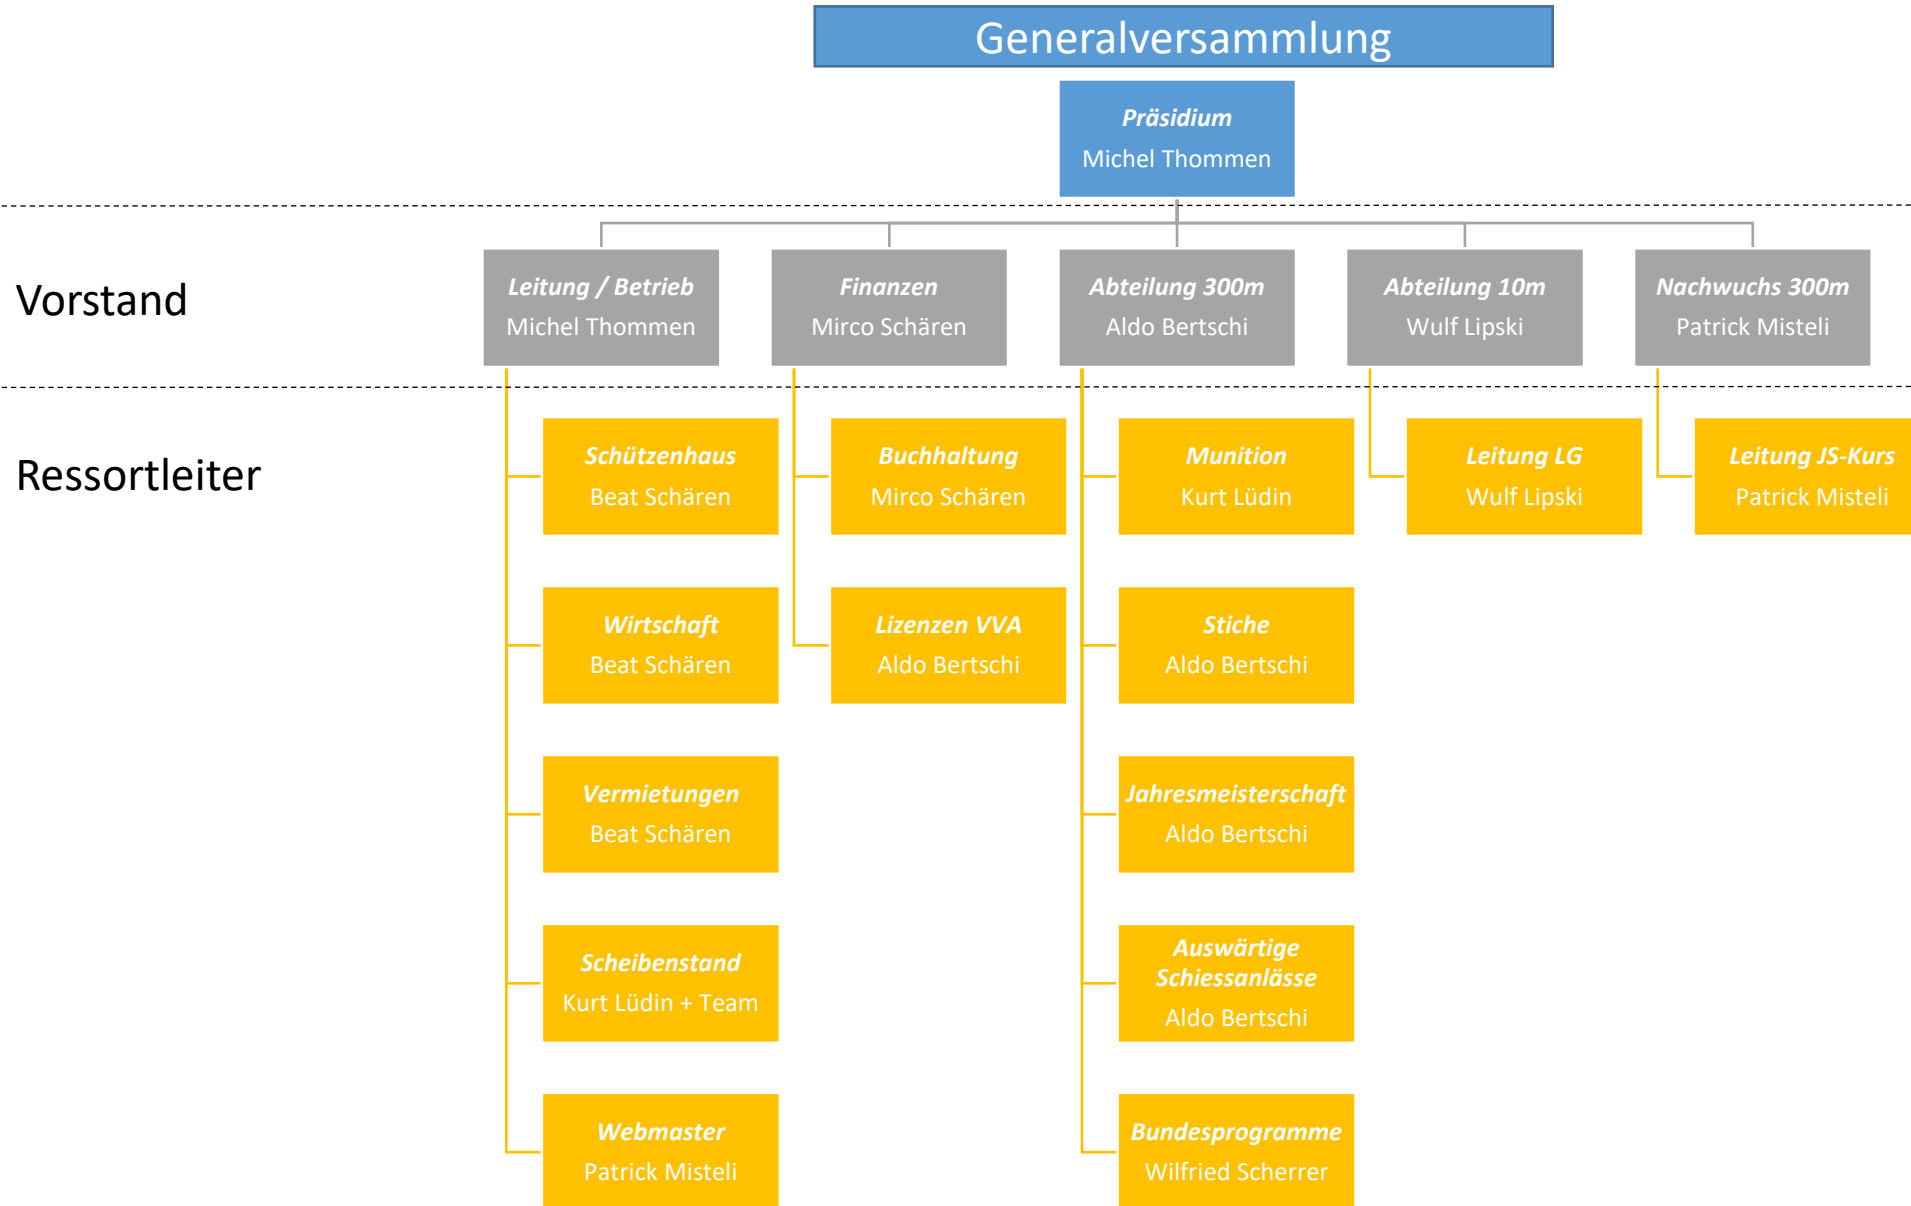 Generalversammlung
Präsidium
Michel Thommen
Vorstand
Leitung / Betrieb
Michel Thommen
Finanzen
Mirco Schären
Abteilung 300m
Aldo Bertschi
Abteilung 10m
Wulf Lipski
Nachwuchs 300m
Patrick Misteli
Ressortleiter
Schützenhaus
Beat Schären
Buchhaltung
Mirco Schären
Munition
Kurt Lüdin
Leitung LG
Wulf Lipski
Leitung JS-Kurs
Patrick Misteli
Wirtschaft
Beat Schären
Lizenzen VVA
Aldo Bertschi
Stiche
Aldo Bertschi
Vermietungen
Beat Schären
Jahresmeisterschaft
Aldo Bertschi
Scheibenstand
Kurt Lüdin + Team
Auswärtige
Schiessanlässe
Aldo Bertschi
Webmaster
Patrick Misteli
Bundesprogramme
Wilfried Scherrer